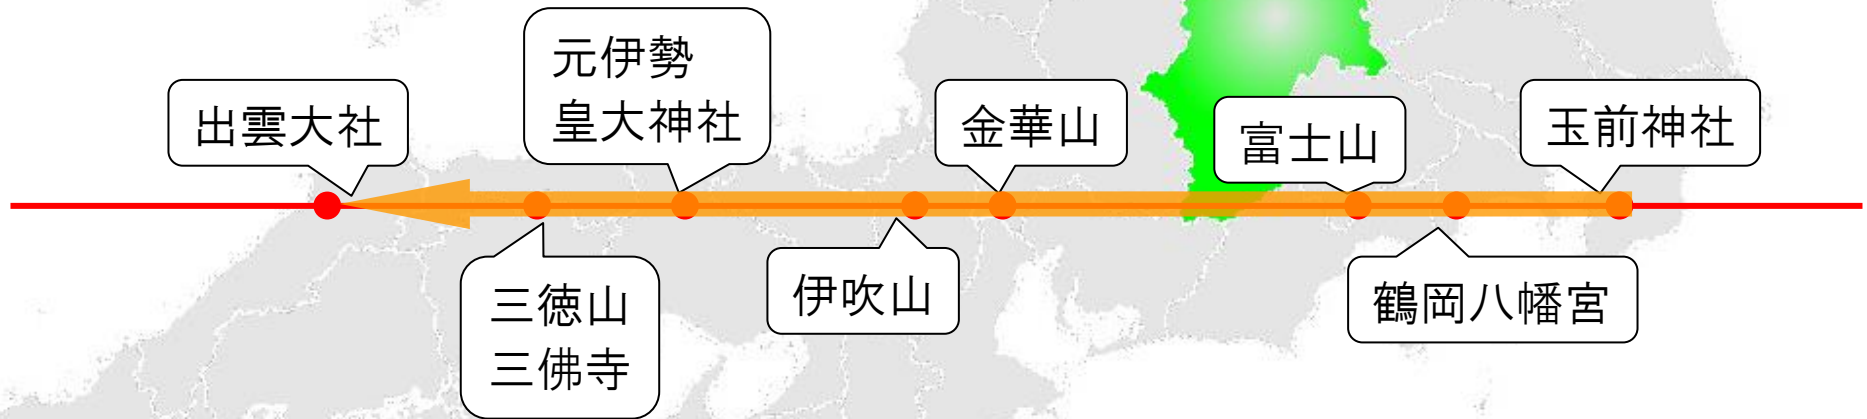 出雲大社
元伊勢
皇大神社
金華山
富士山
玉前神社
三徳山
三佛寺
伊吹山
鶴岡八幡宮